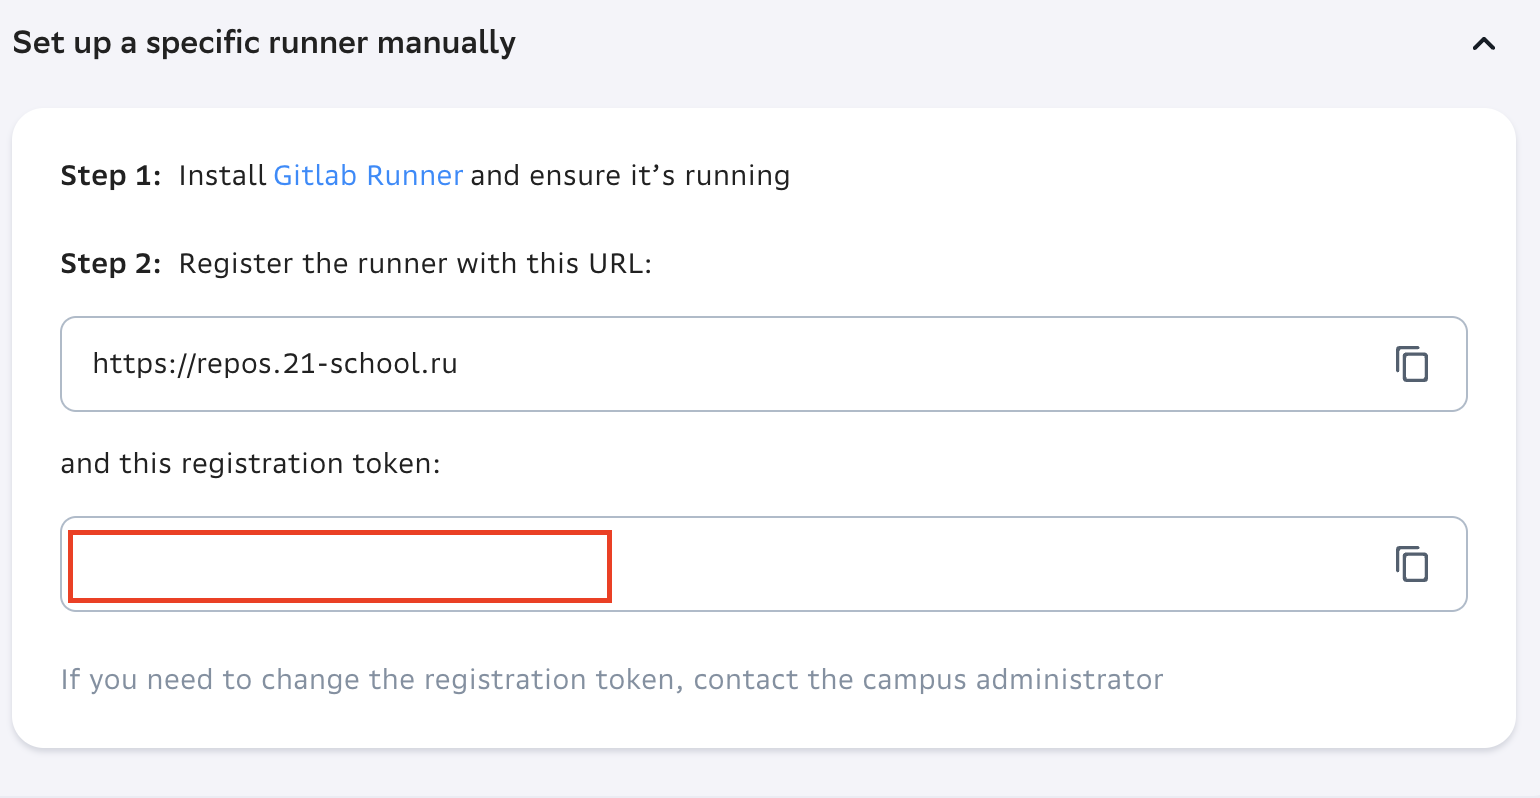 Set up a specific runner manually
Step 1: Install Gitlab Runner and ensure it’s running
Step 2: Register the runner with this URL:
https://repos.21-school.ru
and this registration token:
If you need to change the registration token, contact the campus administrator